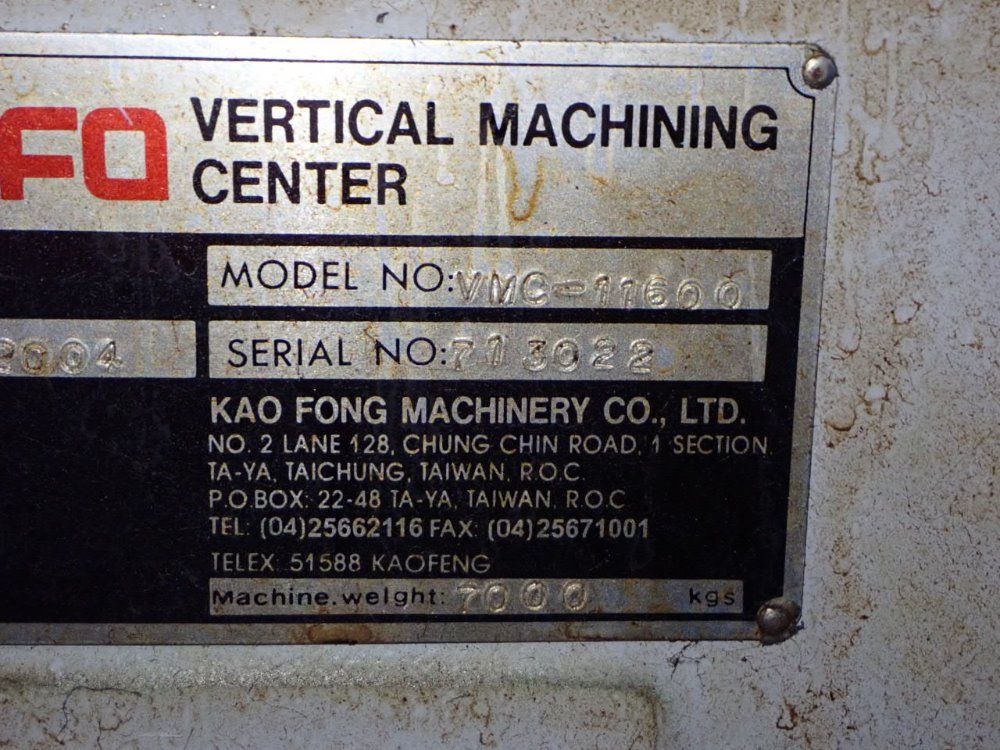 FO VERTICAL MACHINING
CENTER
MODEL NO: VMC-11600
2004 SERIAL NO: 713022
KAO FONG MACHINERY CO., LTD.
NO. 2 LANE 128, CHUNG CHIN ROAD, 1 SECTION,
TA-YA, TAICHUNG, TAIWAN, R.O.C.
P.O.BOX: 22-48 TA-YA, TAIWAN. R.O.C
TEL: (04)25662116 FAX: (04)25671001
TELEX 51588 KAOFENG
Machine.weight: 7000 kgs